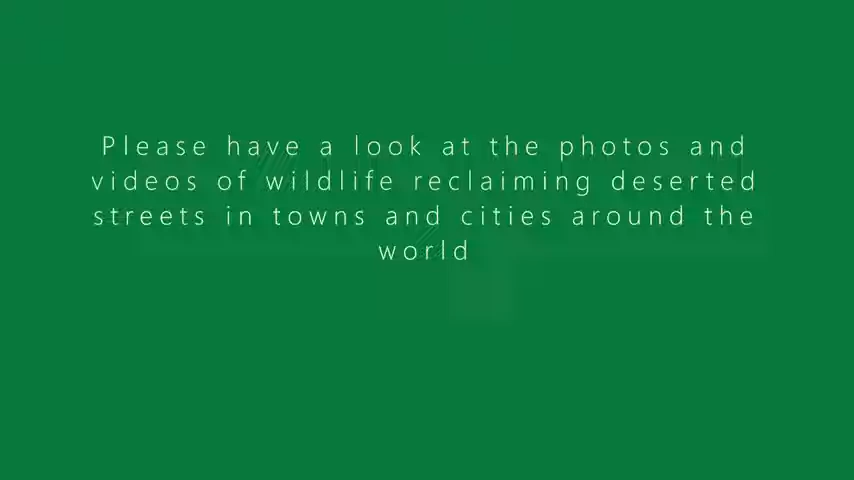 Please have a look at the photos and
videos of wildlife reclaiming deserted
streets in towns and cities around the
world